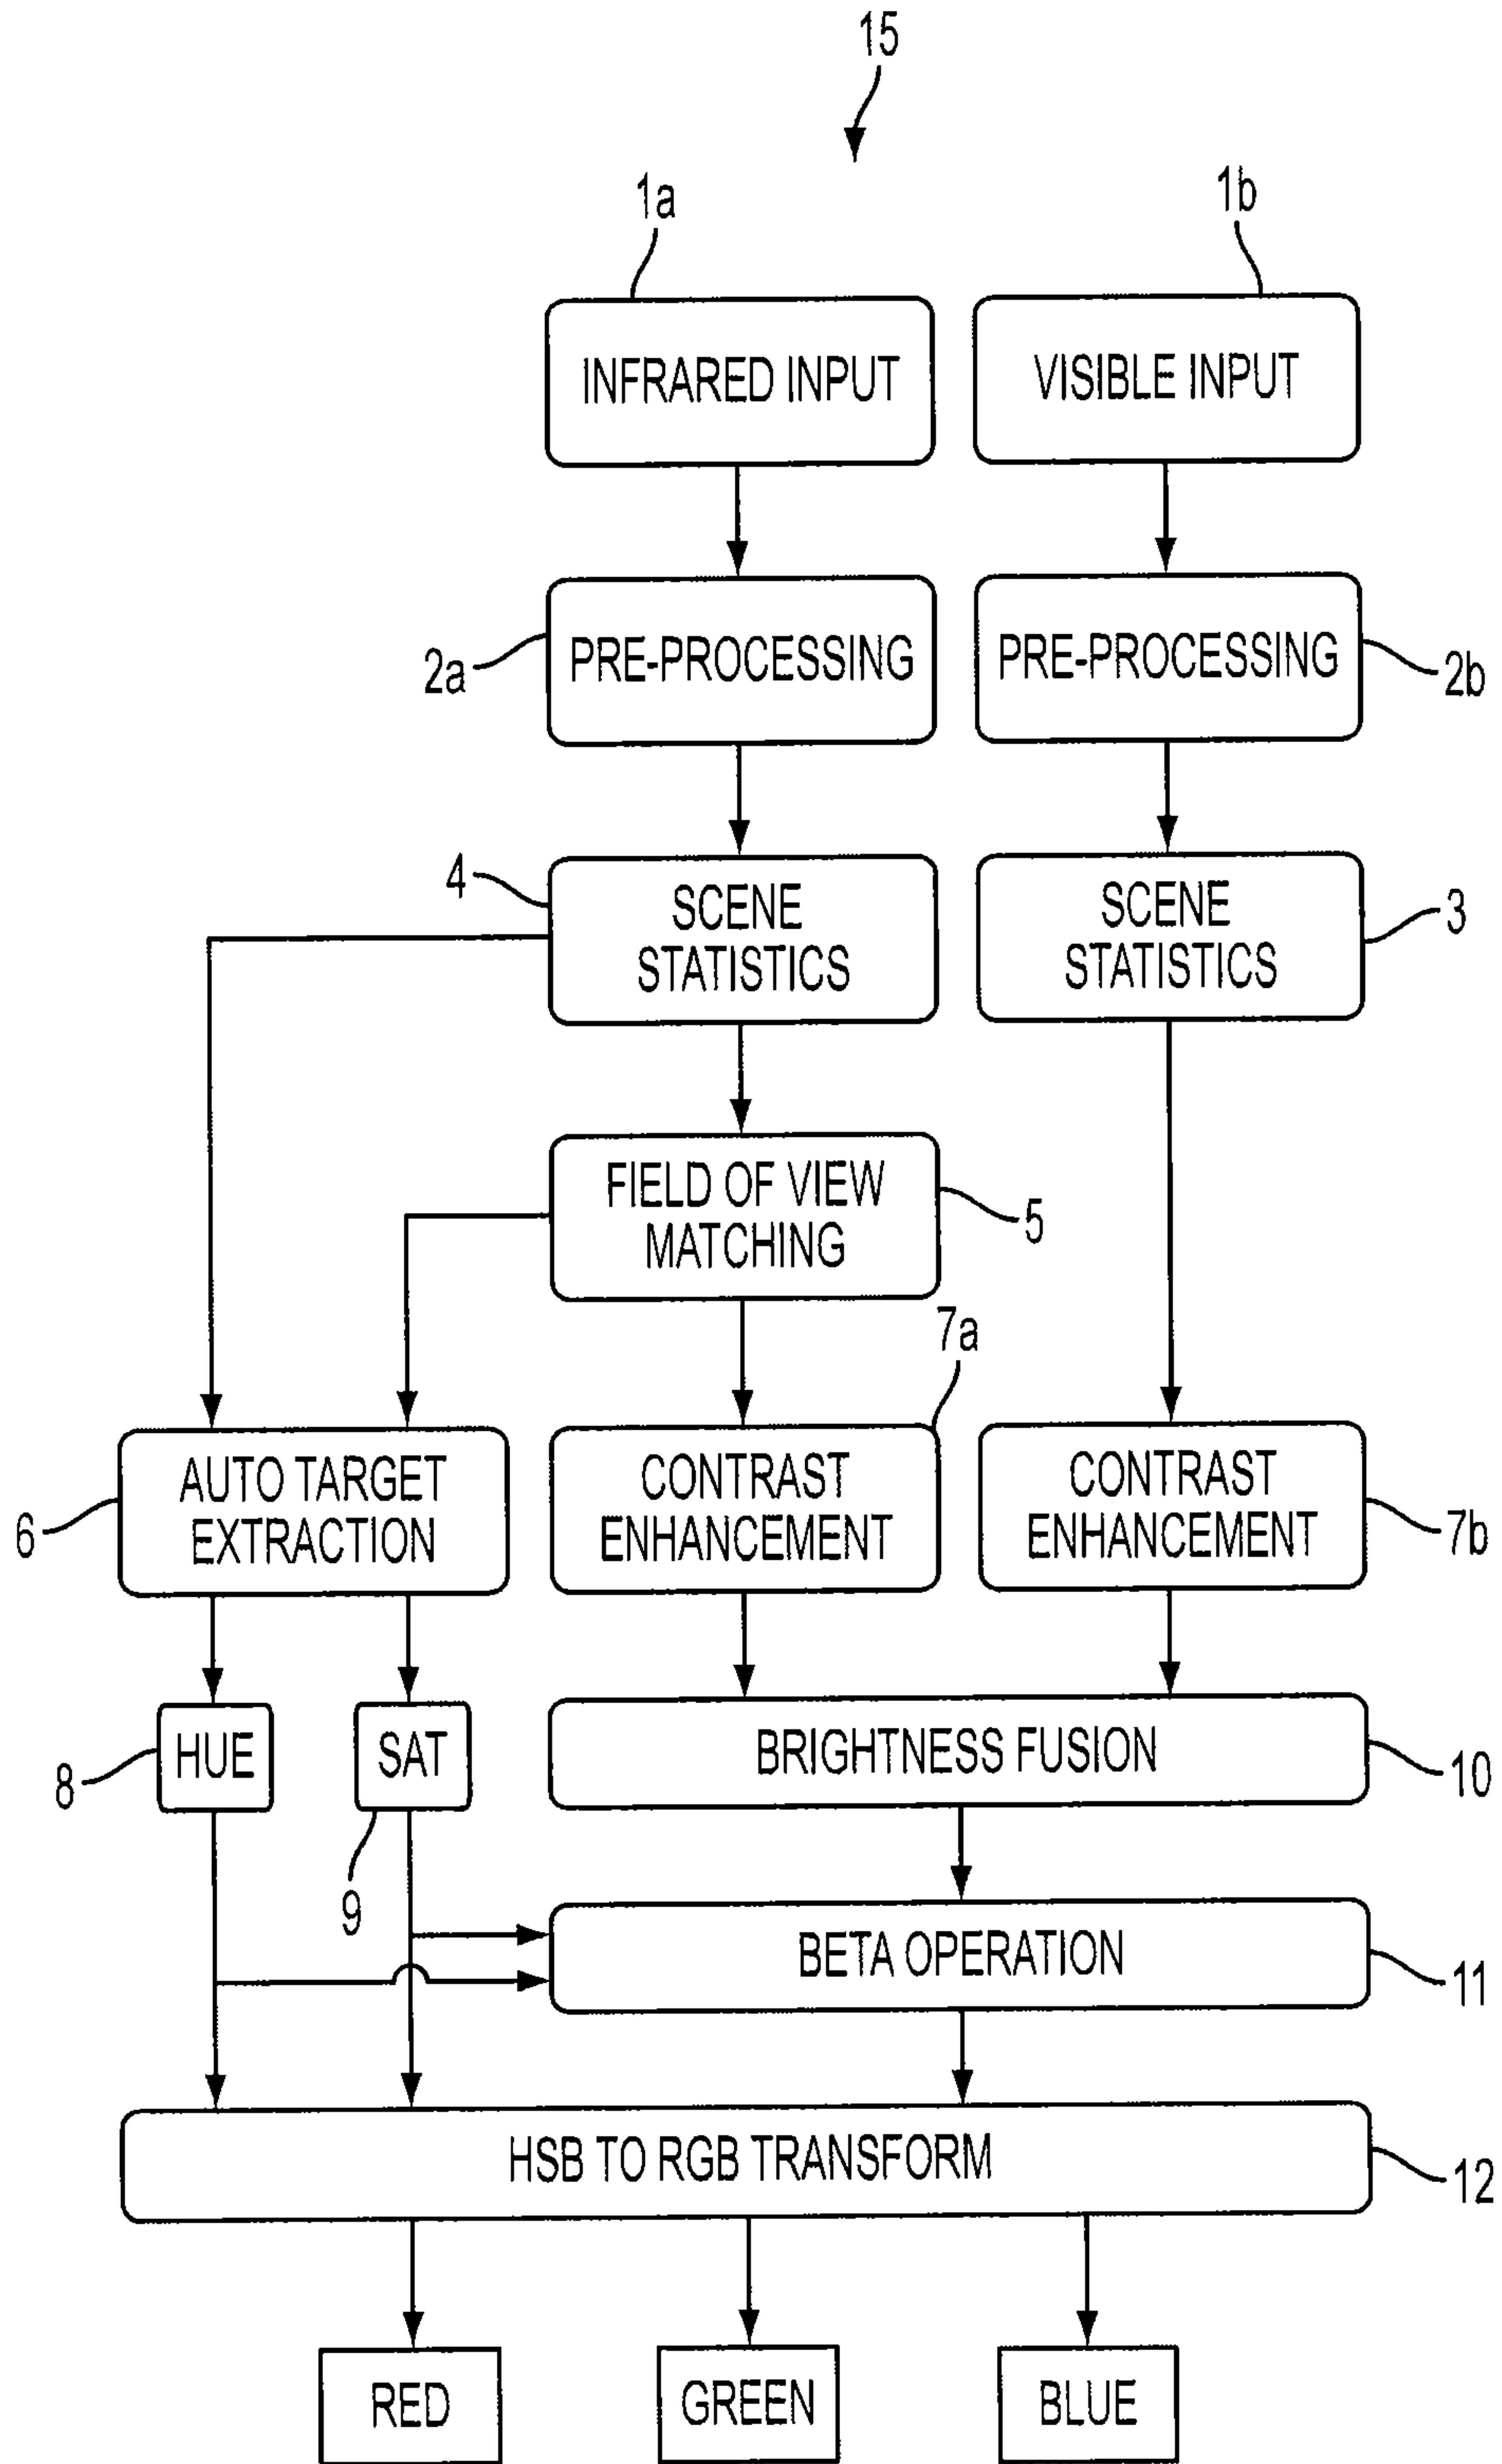 15
1a
1b
INFRARED INPUT
VISIBLE INPUT
2a
PRE-PROCESSING
PRE-PROCESSING
2b
4
SCENE
STATISTICS
SCENE
STATISTICS
3
FIELD OF VIEW
MATCHING
5
7a
6
AUTO TARGET
EXTRACTION
CONTRAST
ENHANCEMENT
CONTRAST
ENHANCEMENT
7b
8
HUE
SAT
9
BRIGHTNESS FUSION
10
BETA OPERATION
11
HSB TO RGB TRANSFORM
12
RED
GREEN
BLUE